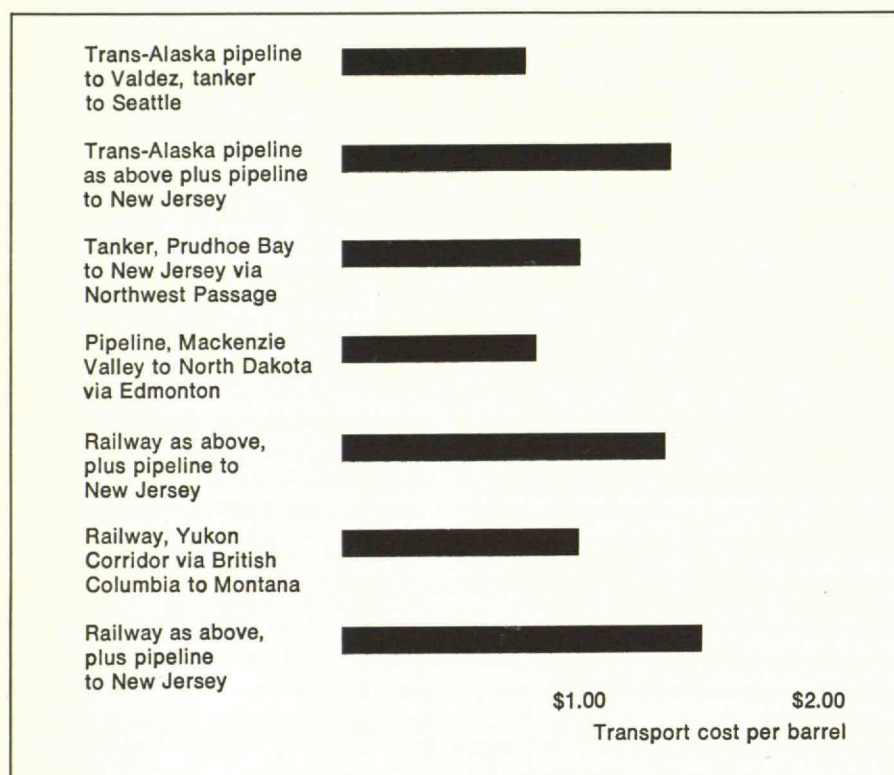 Trans-Alaska pipeline
to Valdez, tanker
to Seattle
Trans-Alaska pipeline
as above plus pipeline
to New Jersey
Tanker, Prudhoe Bay
to New Jersey via
Northwest Passage
Pipeline, Mackenzie
Valley to North Dakota
via Edmonton
Railway as above,
plus pipeline to
New Jersey
Railway, Yukon
Corridor via British
Columbia to Montana
Railway as above,
plus pipeline
to New Jersey
$1.00 $2.00
Transport cost per barrel